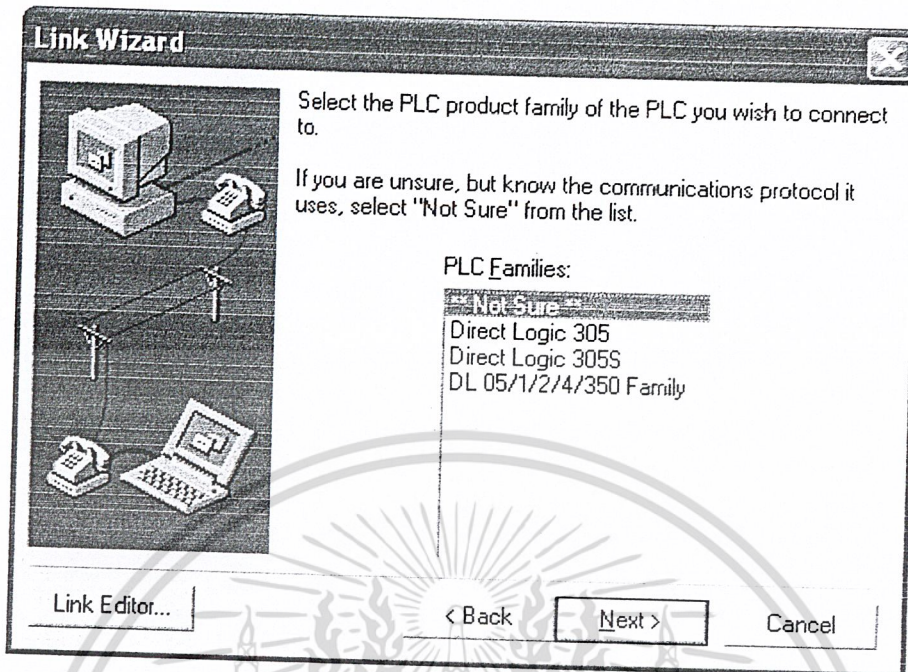 Link Wizard
Select the PLC product family of the PLC you wish to connect
to.
If you are unsure, but know the communications protocol it
uses, select "Not Sure" from the list.
PLC Families:
** Not Sure **
Direct Logic 305
Direct Logic 305S
DL 05/1/2/4/350 Family
Link Editor...
< Back
Next >
Cancel